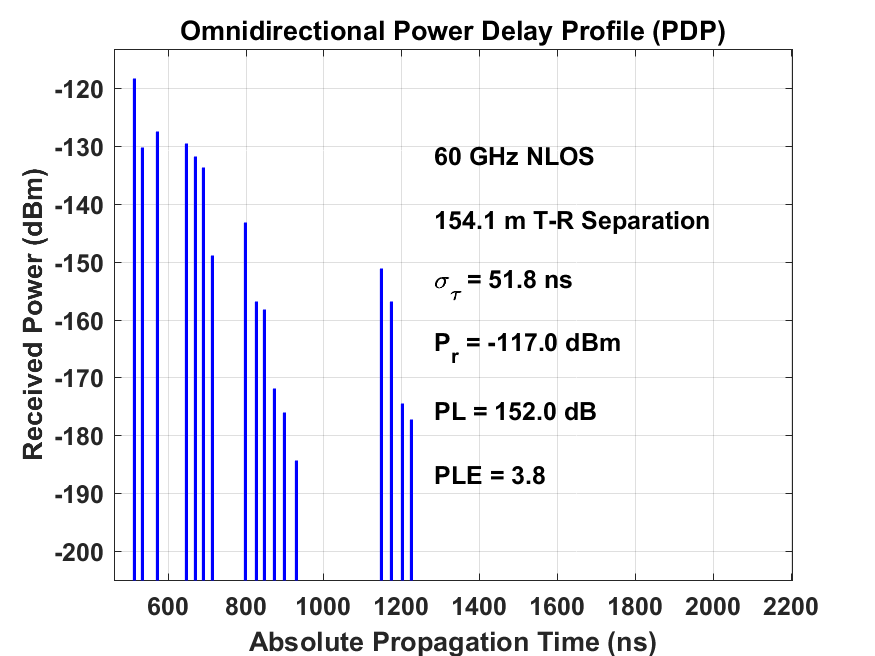 Omnidirectional Power Delay Profile (PDP)
-120
-130
-140
-150
-160
-170
-180
-190
-200
Received Power (dBm)
60 GHz NLOS
154.1 m T-R Separation
στ = 51.8 ns
Pr = -117.0 dBm
PL = 152.0 dB
PLE = 3.8
600 800 1000 1200 1400 1600 1800 2000 2200
Absolute Propagation Time (ns)